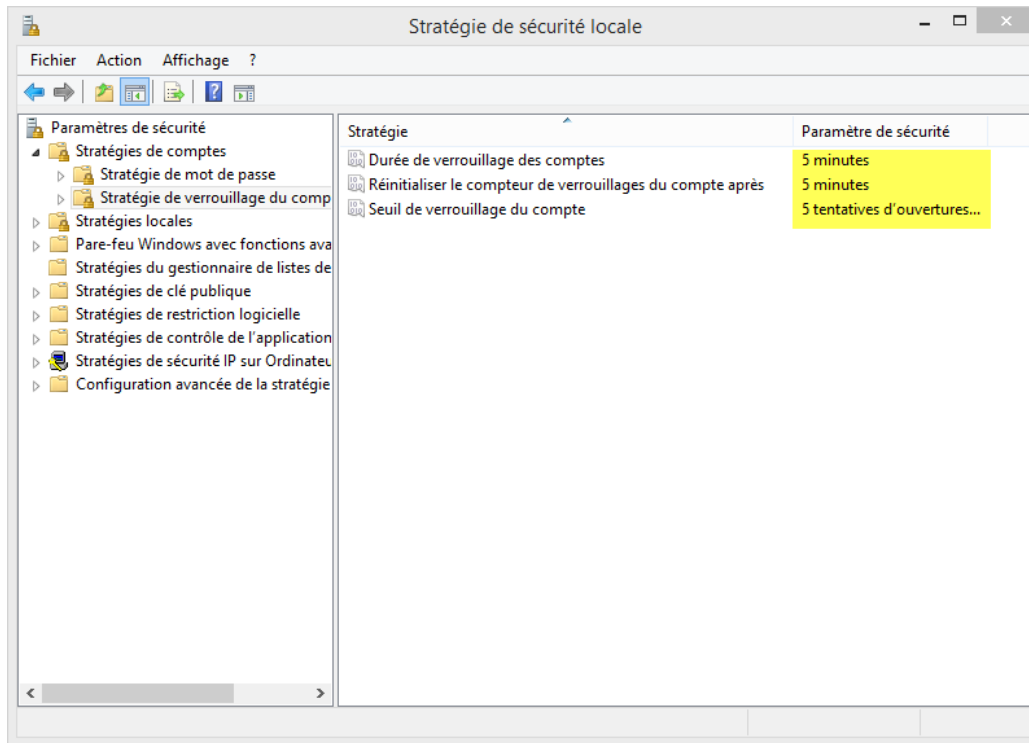 Stratégie de sécurité locale
Fichier Action Affichage ?
Paramètres de sécurité
Stratégies de comptes
Stratégie de mot de passe
Stratégie de verrouillage du comp
Stratégies locales
Pare-feu Windows avec fonctions ava
Stratégies du gestionnaire de listes de
Stratégies de clé publique
Stratégies de restriction logicielle
Stratégies de contrôle de l'application
Stratégies de sécurité IP sur Ordinateu
Configuration avancée de la stratégie
Stratégie Paramètre de sécurité
Durée de verrouillage des comptes 5 minutes
Réinitialiser le compteur de verrouillages du compte après 5 minutes
Seuil de verrouillage du compte 5 tentatives d'ouvertures...